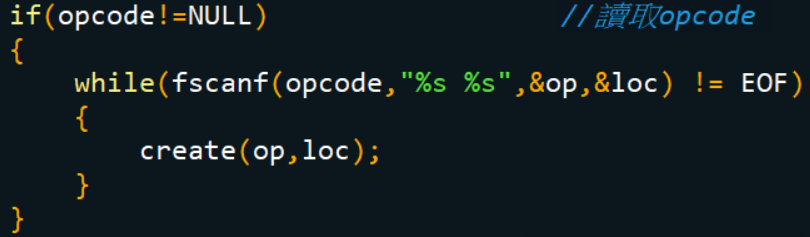 if(opcode!=NULL) //讀取opcode
{
while(fscanf(opcode,"%s %s",&op,&loc) != EOF)
{
create(op,loc);
}
}